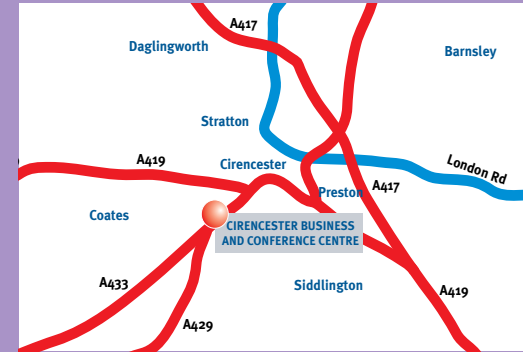 A417
Daglingworth
Barnsley
Stratton
A419
Cirencester
London Rd
Preston
A417
Coates
CIRENCESTER BUSINESS
AND CONFERENCE CENTRE
A433
Siddlington
A419
A429